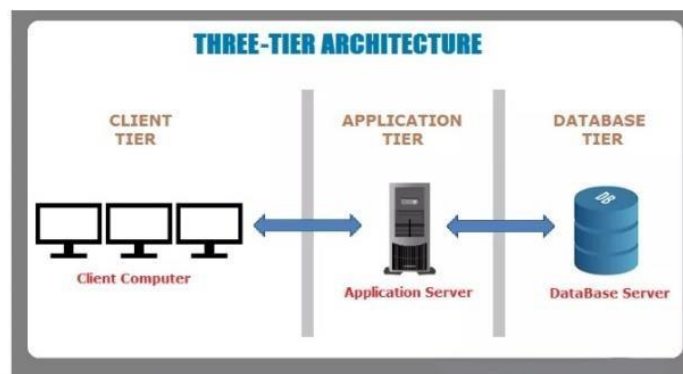 THREE-TIER ARCHITECTURE
CLIENT
TIER
APPLICATION
TIER
DATABASE
TIER
DB
Client Computer
Application Server
DataBase Server